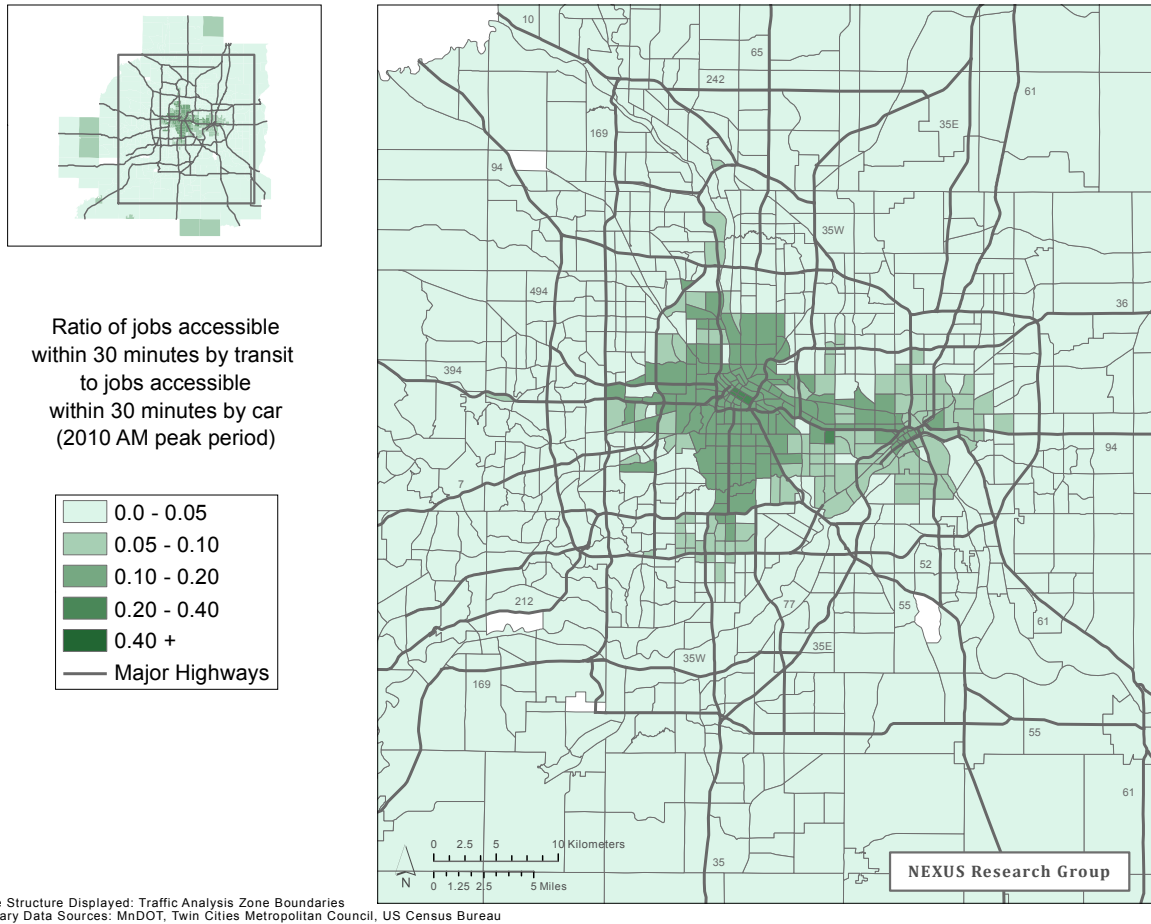 Ratio of jobs accessible
within 30 minutes by transit
to jobs accessible
within 30 minutes by car
(2010 AM peak period)
0.0 - 0.05
0.05 - 0.10
0.10 - 0.20
0.20 - 0.40
0.40 +
Major Highways
10
65
242
61
35E
169
94
35W
494
36
394
94
7
52
212
77
55
61
35W
35E
169
55
61
35
0 2.5 5 10 Kilometers
0 1.25 2.5 5 Miles
N
NEXUS Research Group
Structure Displayed: Traffic Analysis Zone Boundaries
Data Sources: MnDOT, Twin Cities Metropolitan Council, US Census Bureau